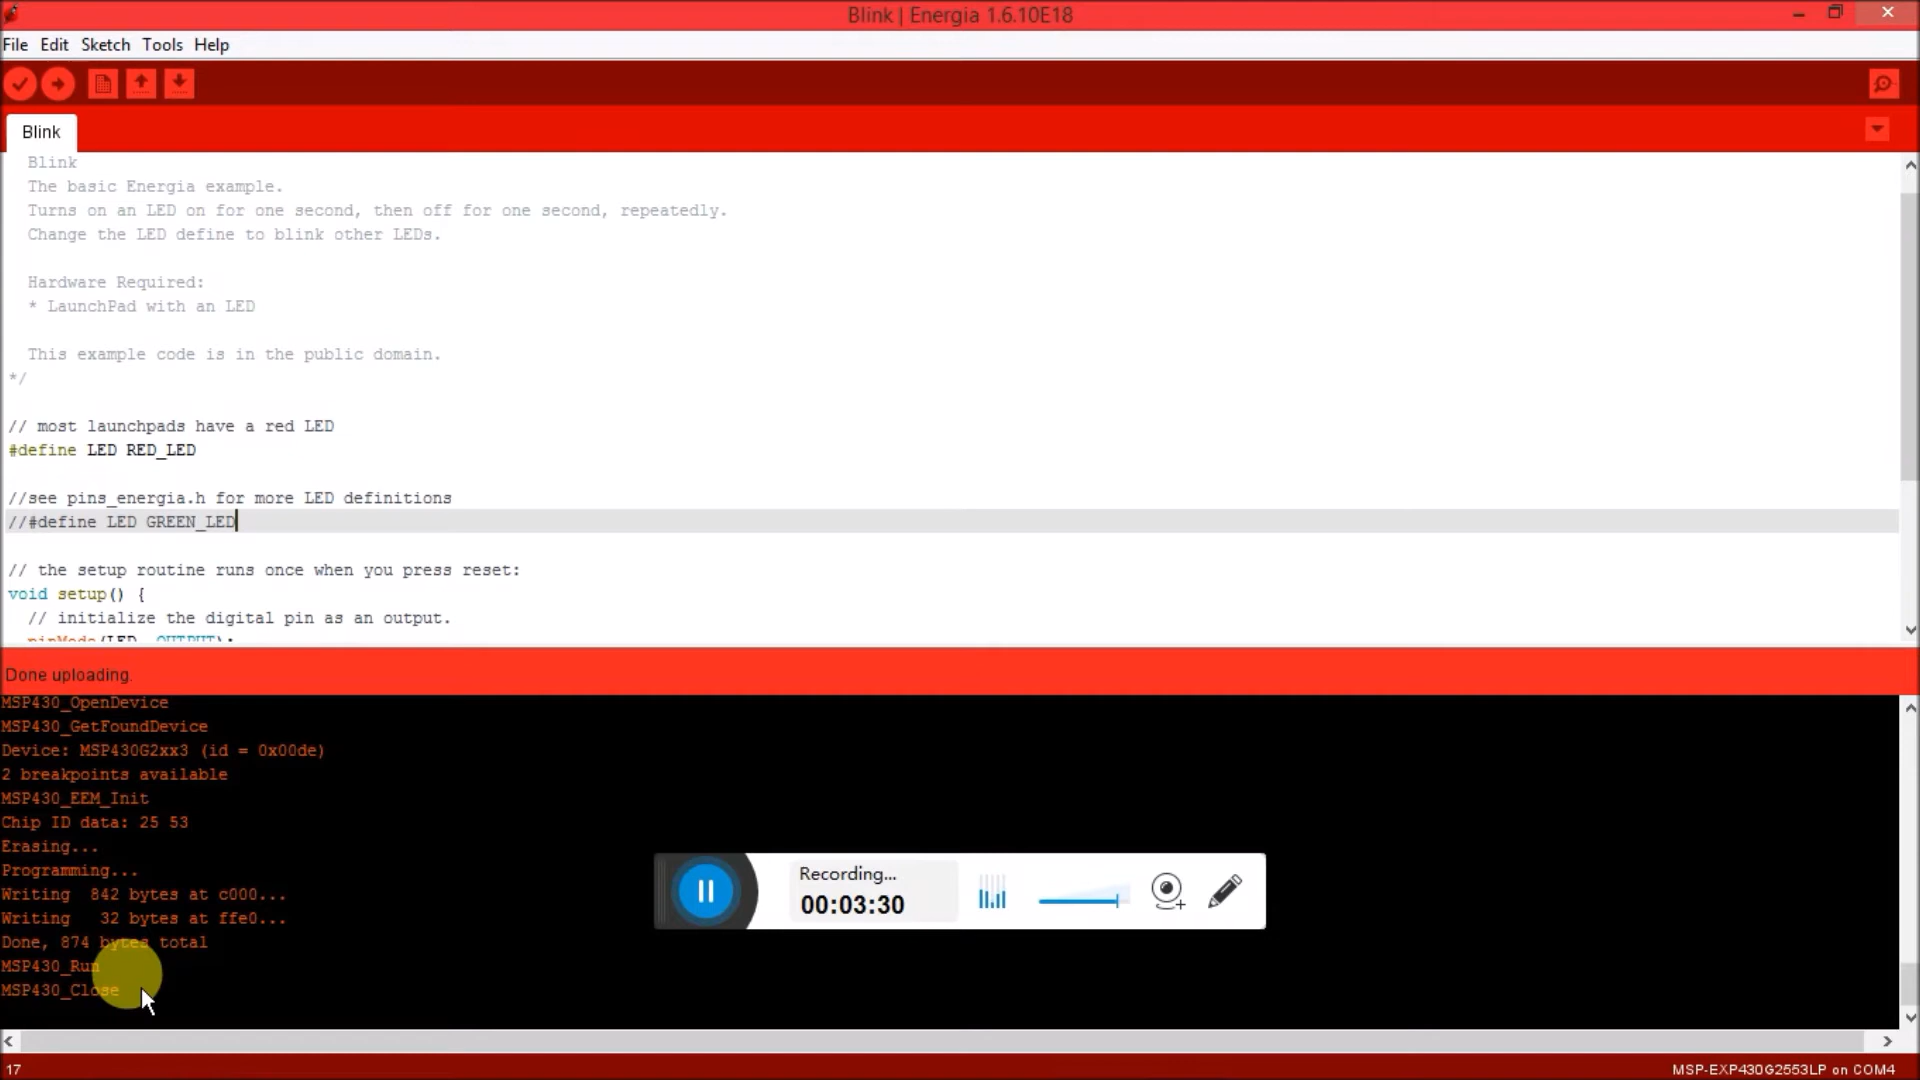 Blink | Energia 1.6.10E18
File Edit Sketch Tools Help
Blink
Blink
The basic Energia example.
Turns on an LED on for one second, then off for one second, repeatedly.
Change the LED define to blink other LEDs.
Hardware Required:
* LaunchPad with an LED
This example code is in the public domain.
*/
// most launchpads have a red LED
#define LED RED_LED
//see pins_energia.h for more LED definitions
//#define LED GREEN_LED
// the setup routine runs once when you press reset:
void setup() {
// initialize the digital pin as an output.
pinMode(LED, OUTPUT);
Done uploading.
MSP430_OpenDevice
MSP430_GetFoundDevice
Device: MSP430G2xx3 (id = 0x00de)
2 breakpoints available
MSP430_EEM_Init
Chip ID data: 25 53
Erasing...
Programming...
Writing 842 bytes at c000...
Writing 32 bytes at ffe0...
Done, 874 bytes total
MSP430_Run
MSP430_Close
Recording...
00:03:30
17
MSP-EXP430G2553LP on COM4